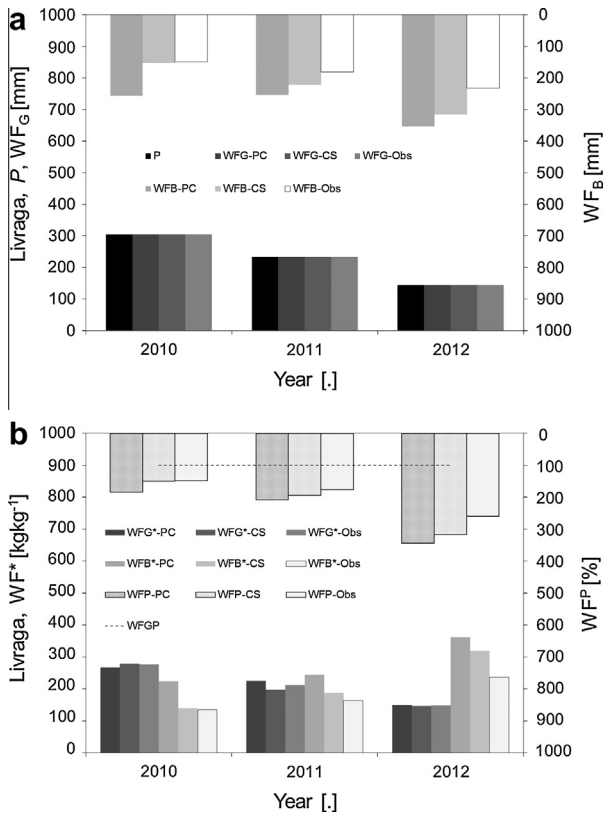 a
1000
900
800
700
600
500
400
300
200
100
0
Livraga, P, WFG [mm]
P WFG-PC WFG-CS WFG-Obs
WFB-PC WFB-CS WFB-Obs
0
100
200
300
400
500
600
700
800
900
1000
WFB [mm]
2010 2011 2012
Year [.]
b
1000
900
800
700
600
500
400
300
200
100
0
Livraga, WF* [kgkg-1]
WFG*-PC WFG*-CS WFG*-Obs
WFB*-PC WFB*-CS WFB*-Obs
WFP-PC WFP-CS WFP-Obs
WFGP
0
100
200
300
400
500
600
700
800
900
1000
WFP [%]
2010 2011 2012
Year [.]